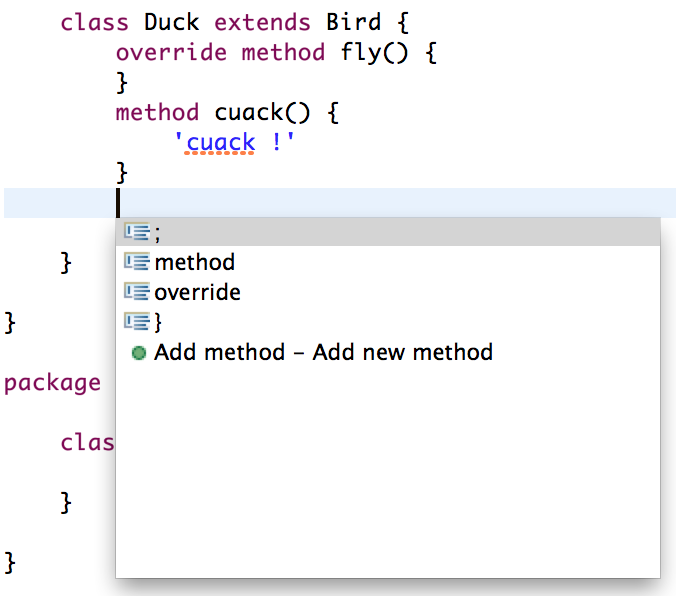 class Duck extends Bird {
override method fly() {
}
method cuack() {
'cuack !'
}
;
method
override
}
Add method – Add new method
}
}
package
clas
}
}